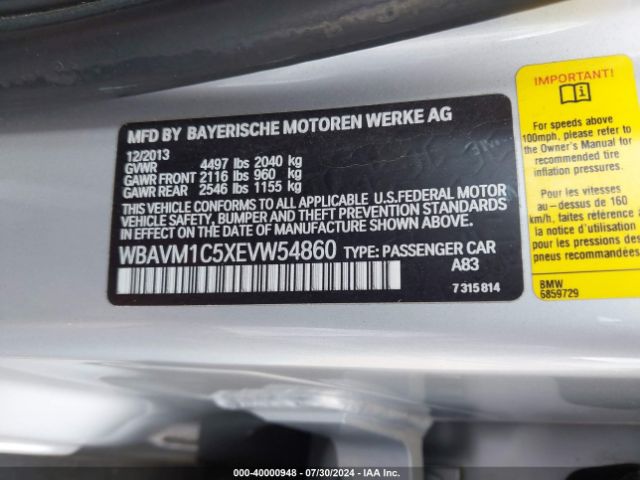 MFD BY BAYERISCHE MOTOREN WERKE AG
12/2013
GVWR 4497 lbs 2040 kg
GAWR FRONT 2116 lbs 960 kg
GAWR REAR 2546 lbs 1155 kg
THIS VEHICLE CONFORMS TO ALL APPLICABLE U.S.FEDERAL MOTOR
VEHICLE SAFETY, BUMPER AND THEFT PREVENTION STANDARDS
IN EFFECT ON THE DATE OF MANUFACTURE SHOWN ABOVE.
WBAVM1C5XEVW54860 TYPE: PASSENGER CAR
A83
7 315 814
IMPORTANT!
For speeds above
100mph, please refer to
the Owner's Manual for
recommended tire
inflation pressures.
Pour les vitesses
au-dessus de 160
km/h, faites référence à
la notice d'utilisation
pour les pressions de
gonflage recommandées
BMW
6859729
000-40000948 - 07/30/2024 - IAA Inc.